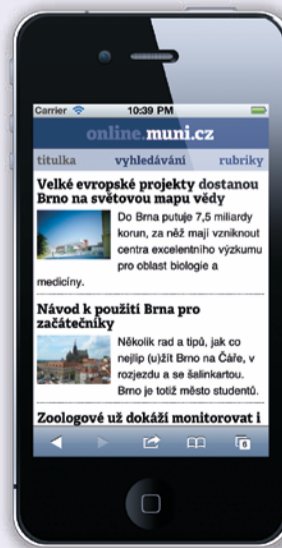 Carrier 10:39 PM
online.muni.cz
titulka vyhledávání rubriky
Velké evropské projekty dostanou
Brno na světovou mapu vědy
Do Brna putuje 7,5 miliardy
korun, za něž mají vzniknout
centra excelentního výzkumu
pro oblast biologie a
medicíny.
Návod k použití Brna pro
začátečníky
Několik rad a tipů, jak co
nejlíp (u)žít Brno na Čáře, v
rozjezdu a se šalinkartou.
Brno je totiž město studentů.
Zoologové už dokáží monitorovat i
6